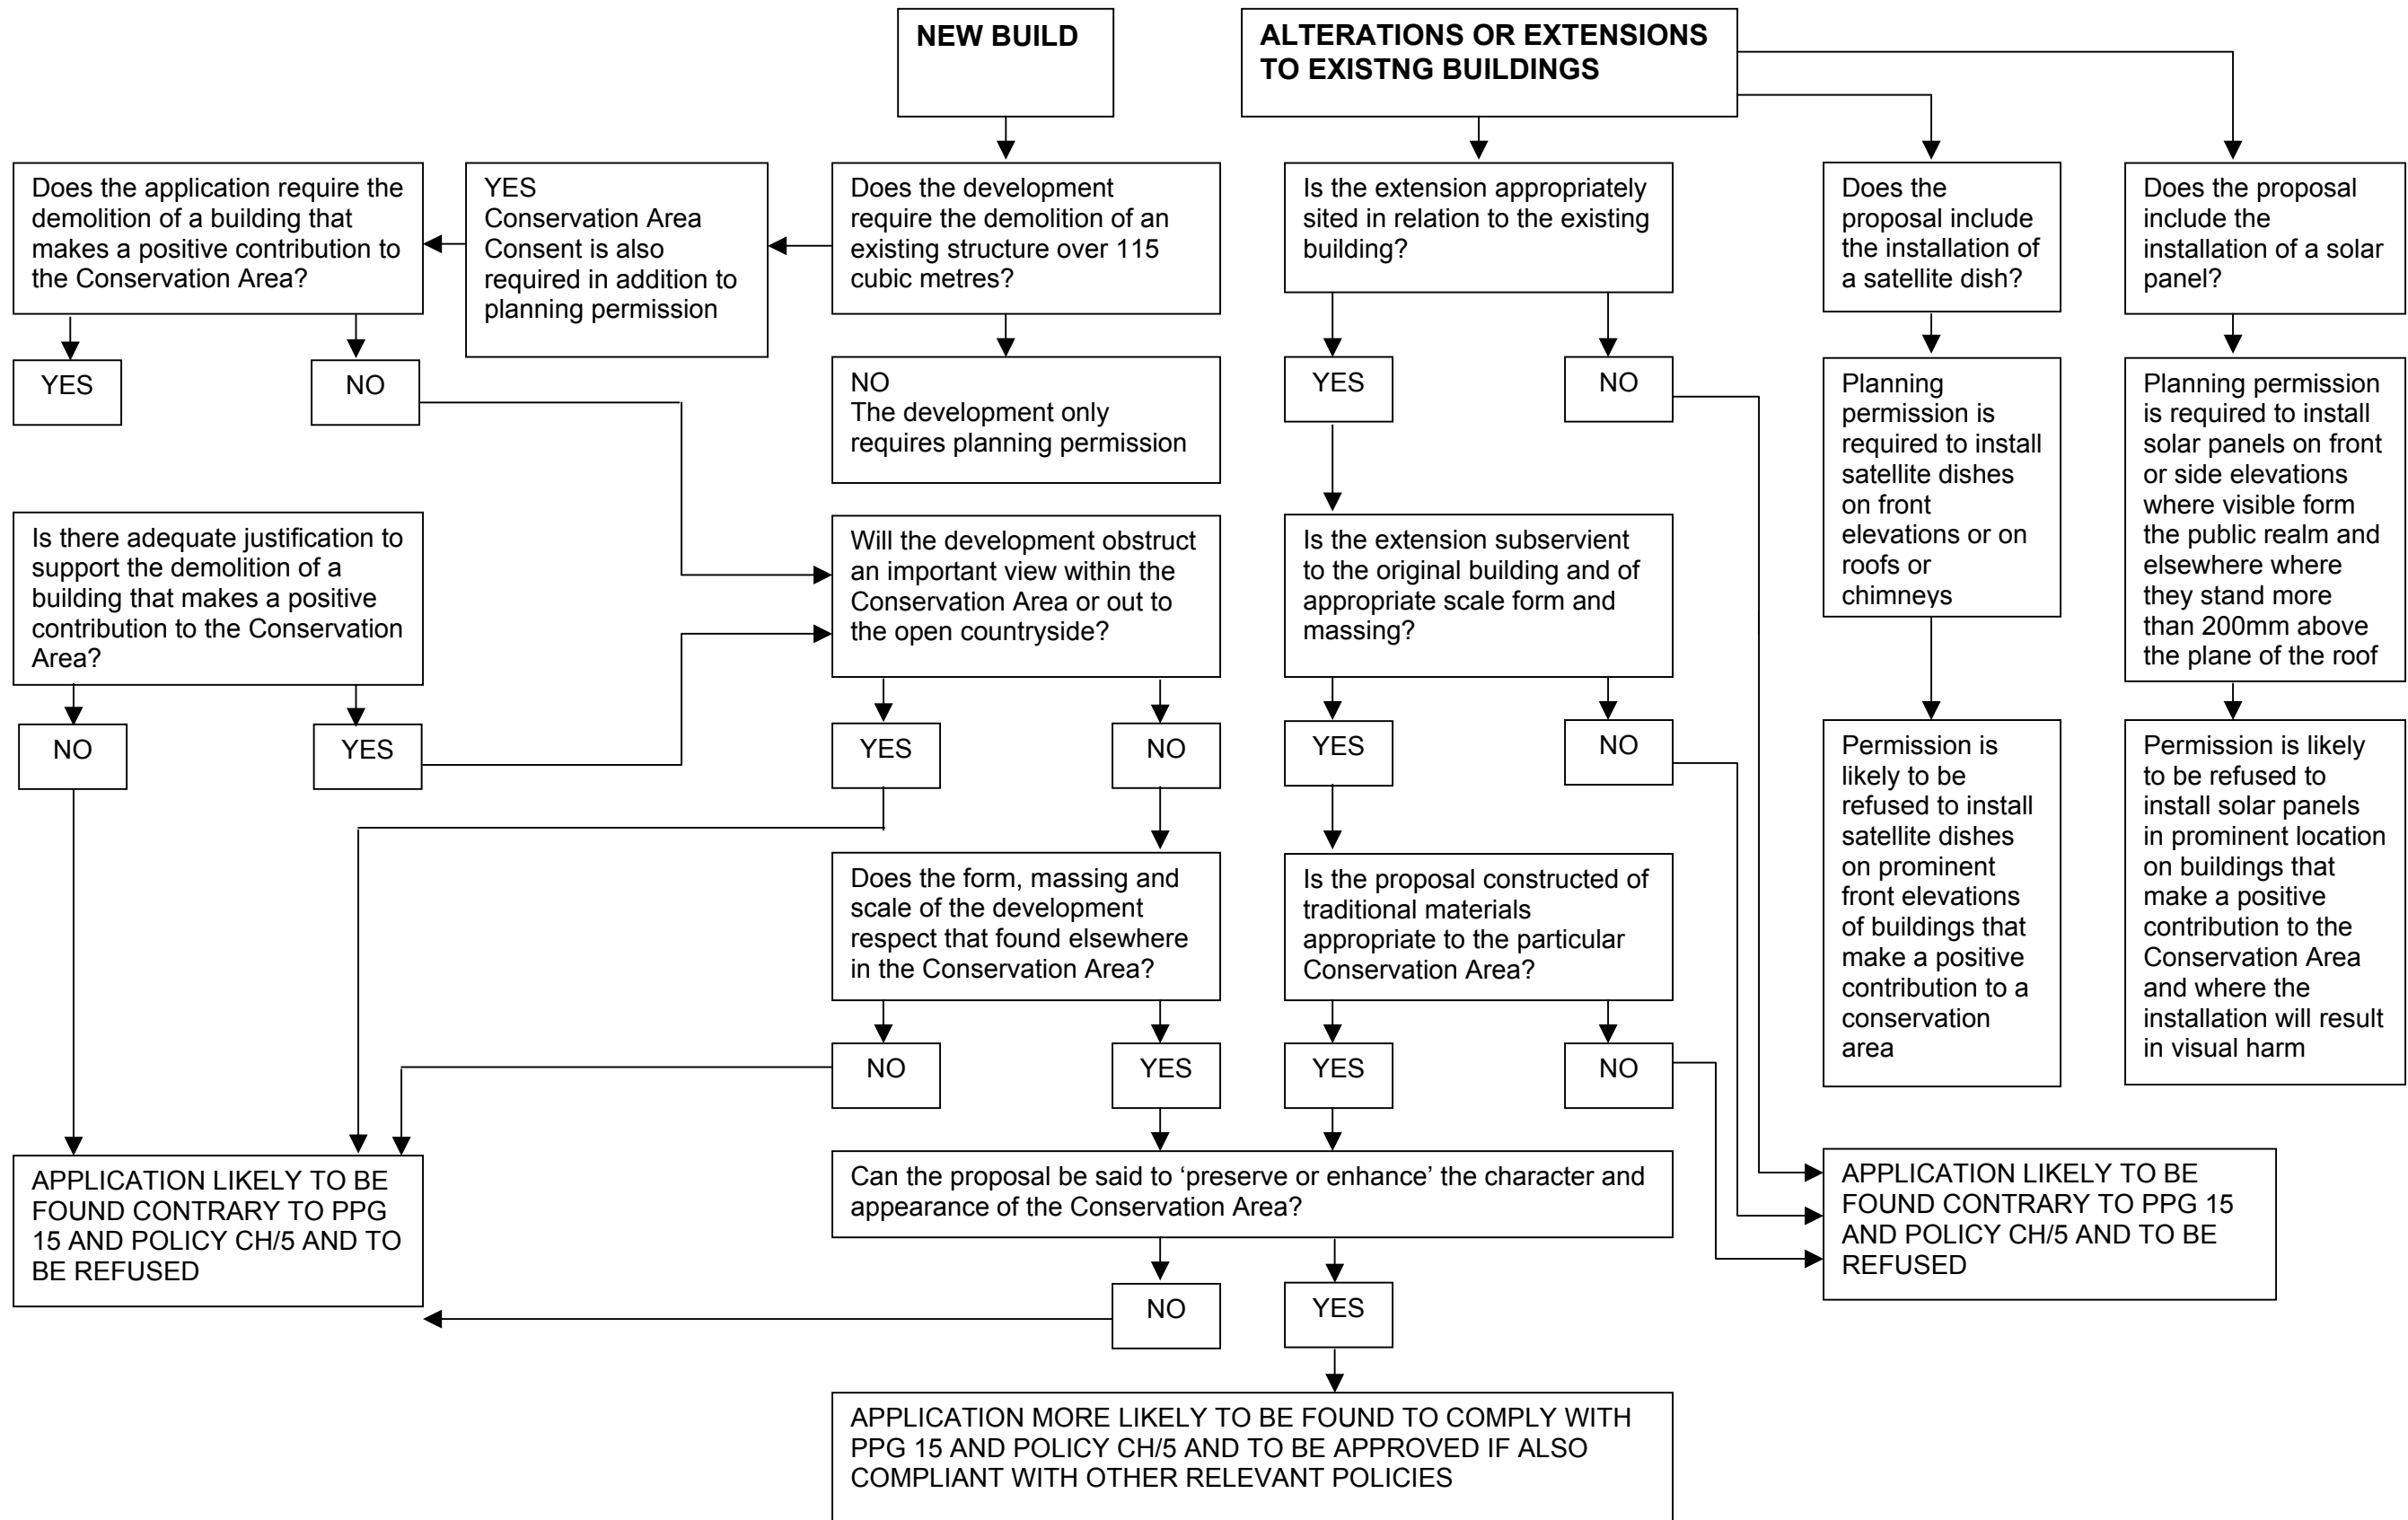 NEW BUILD
ALTERATIONS OR EXTENSIONS
TO EXISTNG BUILDINGS
Does the application require the
demolition of a building that
makes a positive contribution to
the Conservation Area?
YES
Conservation Area
Consent is also
required in addition to
planning permission
Does the development
require the demolition of an
existing structure over 115
cubic metres?
Is the extension appropriately
sited in relation to the existing
building?
Does the
proposal include
the installation of
a satellite dish?
Does the proposal
include the
installation of a solar
panel?
YES
NO
NO
The development only
requires planning permission
YES
NO
Planning
permission is
required to install
satellite dishes
on front
elevations or on
roofs or
chimneys
Planning permission
is required to install
solar panels on front
or side elevations
where visible form
the public realm and
elsewhere where
they stand more
than 200mm above
the plane of the roof
Is there adequate justification to
support the demolition of a
building that makes a positive
contribution to the Conservation
Area?
Will the development obstruct
an important view within the
Conservation Area or out to
the open countryside?
Is the extension subservient
to the original building and of
appropriate scale form and
massing?
NO
YES
YES
NO
YES
NO
Permission is
likely to be
refused to install
satellite dishes
on prominent
front elevations
of buildings that
make a positive
contribution to a
conservation
area
Permission is likely
to be refused to
install solar panels
in prominent location
on buildings that
make a positive
contribution to the
Conservation Area
and where the
installation will result
in visual harm
Does the form, massing and
scale of the development
respect that found elsewhere
in the Conservation Area?
Is the proposal constructed of
traditional materials
appropriate to the particular
Conservation Area?
NO
YES
YES
NO
APPLICATION LIKELY TO BE
FOUND CONTRARY TO PPG
15 AND POLICY CH/5 AND TO
BE REFUSED
Can the proposal be said to ‘preserve or enhance’ the character and
appearance of the Conservation Area?
APPLICATION LIKELY TO BE
FOUND CONTRARY TO PPG 15
AND POLICY CH/5 AND TO BE
REFUSED
NO
YES
APPLICATION MORE LIKELY TO BE FOUND TO COMPLY WITH
PPG 15 AND POLICY CH/5 AND TO BE APPROVED IF ALSO
COMPLIANT WITH OTHER RELEVANT POLICIES